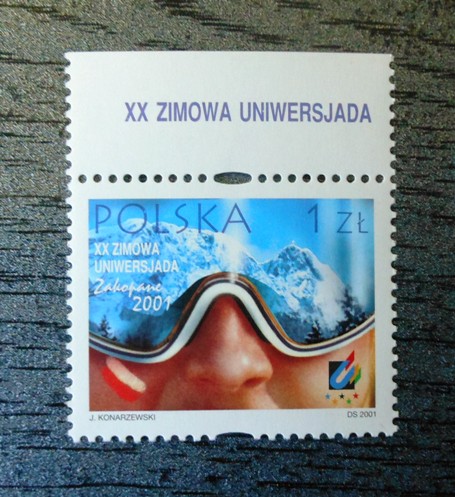 XX ZIMOWA UNIWERSJADA
POLSKA 1 ZŁ
XX ZIMOWA
UNIWERSJADA
Zakopane
2001
J. KONARZEWSKI DS 2001